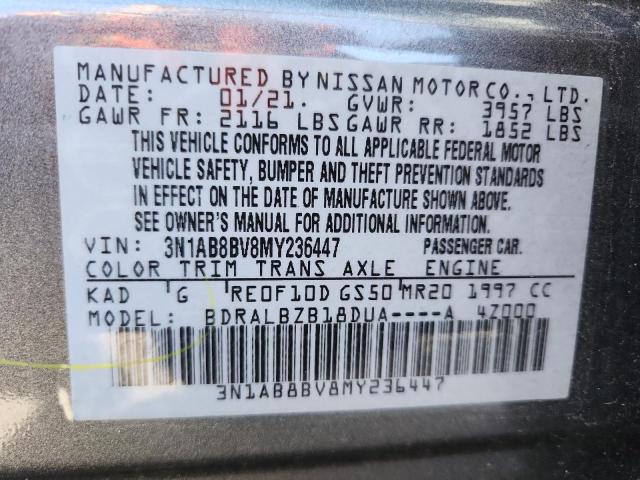 MANUFACTURED BY NISSAN MOTOR CO., LTD.
DATE: 01/21. GVWR: 3957 LBS
GAWR FR: 2116 LBS GAWR RR: 1852 LBS
THIS VEHICLE CONFORMS TO ALL APPLICABLE FEDERAL MOTOR
VEHICLE SAFETY, BUMPER AND THEFT PREVENTION STANDARDS
IN EFFECT ON THE DATE OF MANUFACTURE SHOWN ABOVE.
SEE OWNER'S MANUAL FOR ADDITIONAL INFORMATION.
VIN: 3N1AB8BV8MY236447 PASSENGER CAR.
COLOR TRIM TRANS AXLE ENGINE
KAD G RE0F10D GS50 MR20 1997 CC
MODEL: BDRALBZB18DUA----A 4Z000
3N1AB8BV8MY236447